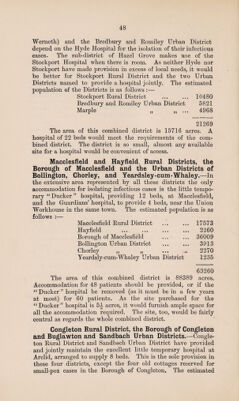 48
Werneth) and the Bredbury and Romiley Urban District
depend on the Hyde Hospital for the isolation of their infectious
cases. The sub-district of Hazel Grove makes use of the
Stockport Hospital when there is room. As neither Hyde nor
Stockport have made provision in excess of local needs, it would
be better for Stockport Rural District and the two Urban
Districts named to provide a hospital jointly. The estimated
population of the Districts is as follows :—
Stockport Rural District ... 10480
Bredbury and Romiley Urban District 5821
Marple „ „ ... 4968
21269
The area of this combined district is 15716 acres. A
hospital of 22 beds would meet the requirements of the com-
bined district. The district is so small, almost any available
site for a hospital would be convenient of access.
Macclesfield and Hayfield Rural Districts, the
Borough of Macclesfield and the Urban Districts of
Bollington, Chorley, and Yeardsley-cum-Whaley.—In
the extensive area represented by all these districts the only
accommodation for isolating infectious cases is the little tempo-
rary "Ducker" hospital, providing 12 beds, at Macclesfield,
and the Guardians' hospital, to provide 4 beds, near the Union
Workhouse in the same town. The estimated population is as
follows :—
Macclesfield Rural District ... ... 17573
Hayfield ... ... ... ... 2260
Borough of Macclesfield ... ... 36009
Bollington Urban District ... ... 3913
Chorley „ „ ... ... 2270
Yeardsly-cum-Whaley Urban District 1235
63260
The area of this combined district is 88389 acres.
Accommodation for 48 patients should be provided, or if the
"Ducker" hospital be removed (as it must be in a few years
at most) for 60 patients. As the site purchased for the
"Ducker" hospital is 5½ acres, it would furnish ample space for
all the accommodation required. The site, too, would be fairly
central as regards the whole combined district.
Congleton Rural District, the Borough of Congleton
and Buglawton and Sandbach Urban Districts.—Congle-
ton Rural District and Sandbach Urban District have provided
and jointly maintain the excellent little temporary hospital at
Arclid, arranged to supply 8 beds. This is the sole provision in
these four districts, except the four old cottages reserved for
small-pox cases in the Borough of Congleton. The estimated